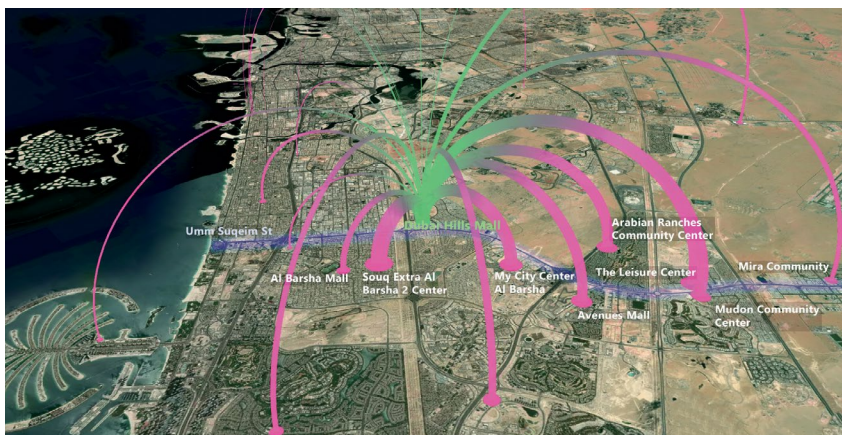 Umm Suqeim St
Dubai Hills Mall
Arabian Ranches
Community Center
Al Barsha Mall
Souq Extra Al
Barsha 2 Center
My City Center
Al Barsha
The Leisure Center
Mira Community
Avenues Mall
Mudon Community
Center